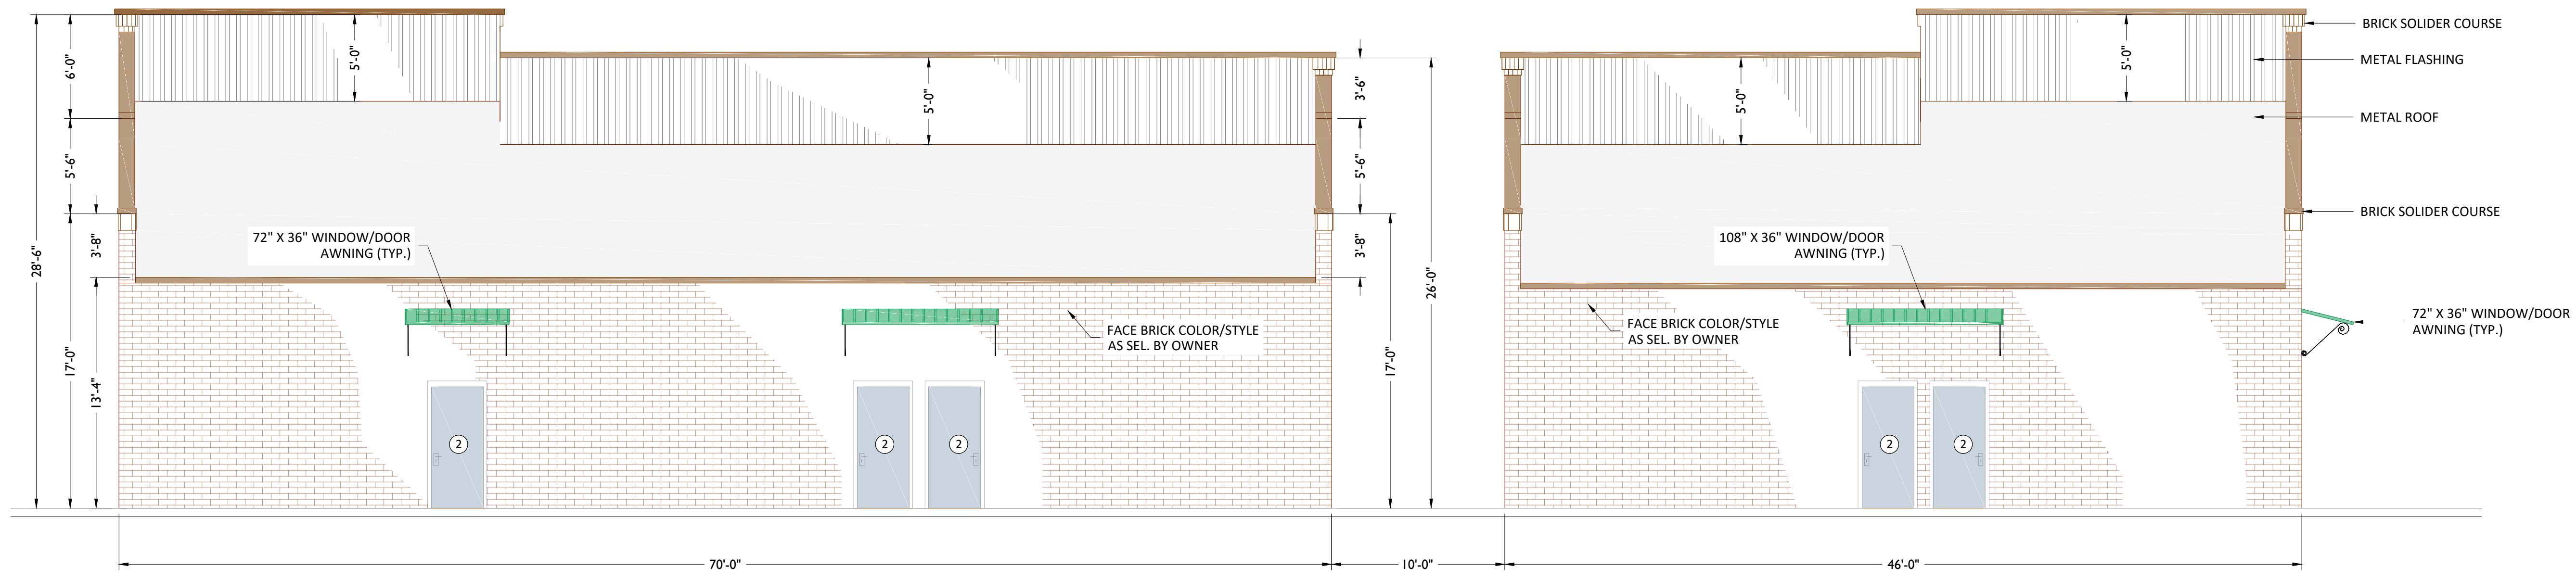 28'-6"
6'-0"
5'-6"
17'-0"
3'-8"
13'-4"
5'-0"
5'-0"
72" X 36" WINDOW/DOOR
AWNING (TYP.)
FACE BRICK COLOR/STYLE
AS SEL. BY OWNER
2
2
2
3'-6"
5'-6"
3'-8"
17'-0"
26'-0"
5'-0"
5'-0"
108" X 36" WINDOW/DOOR
AWNING (TYP.)
FACE BRICK COLOR/STYLE
AS SEL. BY OWNER
2
2
BRICK SOLIDER COURSE
METAL FLASHING
METAL ROOF
BRICK SOLIDER COURSE
72" X 36" WINDOW/DOOR
AWNING (TYP.)
70'-0"
10'-0"
46'-0"